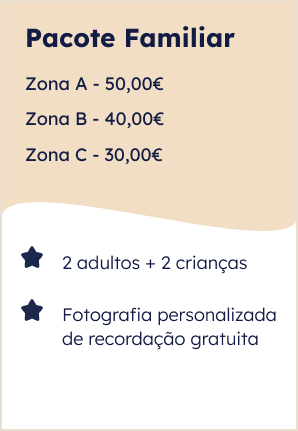 Pacote Familiar
Zona A - 50,00€
Zona B - 40,00€
Zona C - 30,00€
2 adultos + 2 crianças
Fotografia personalizada
de recordação gratuita